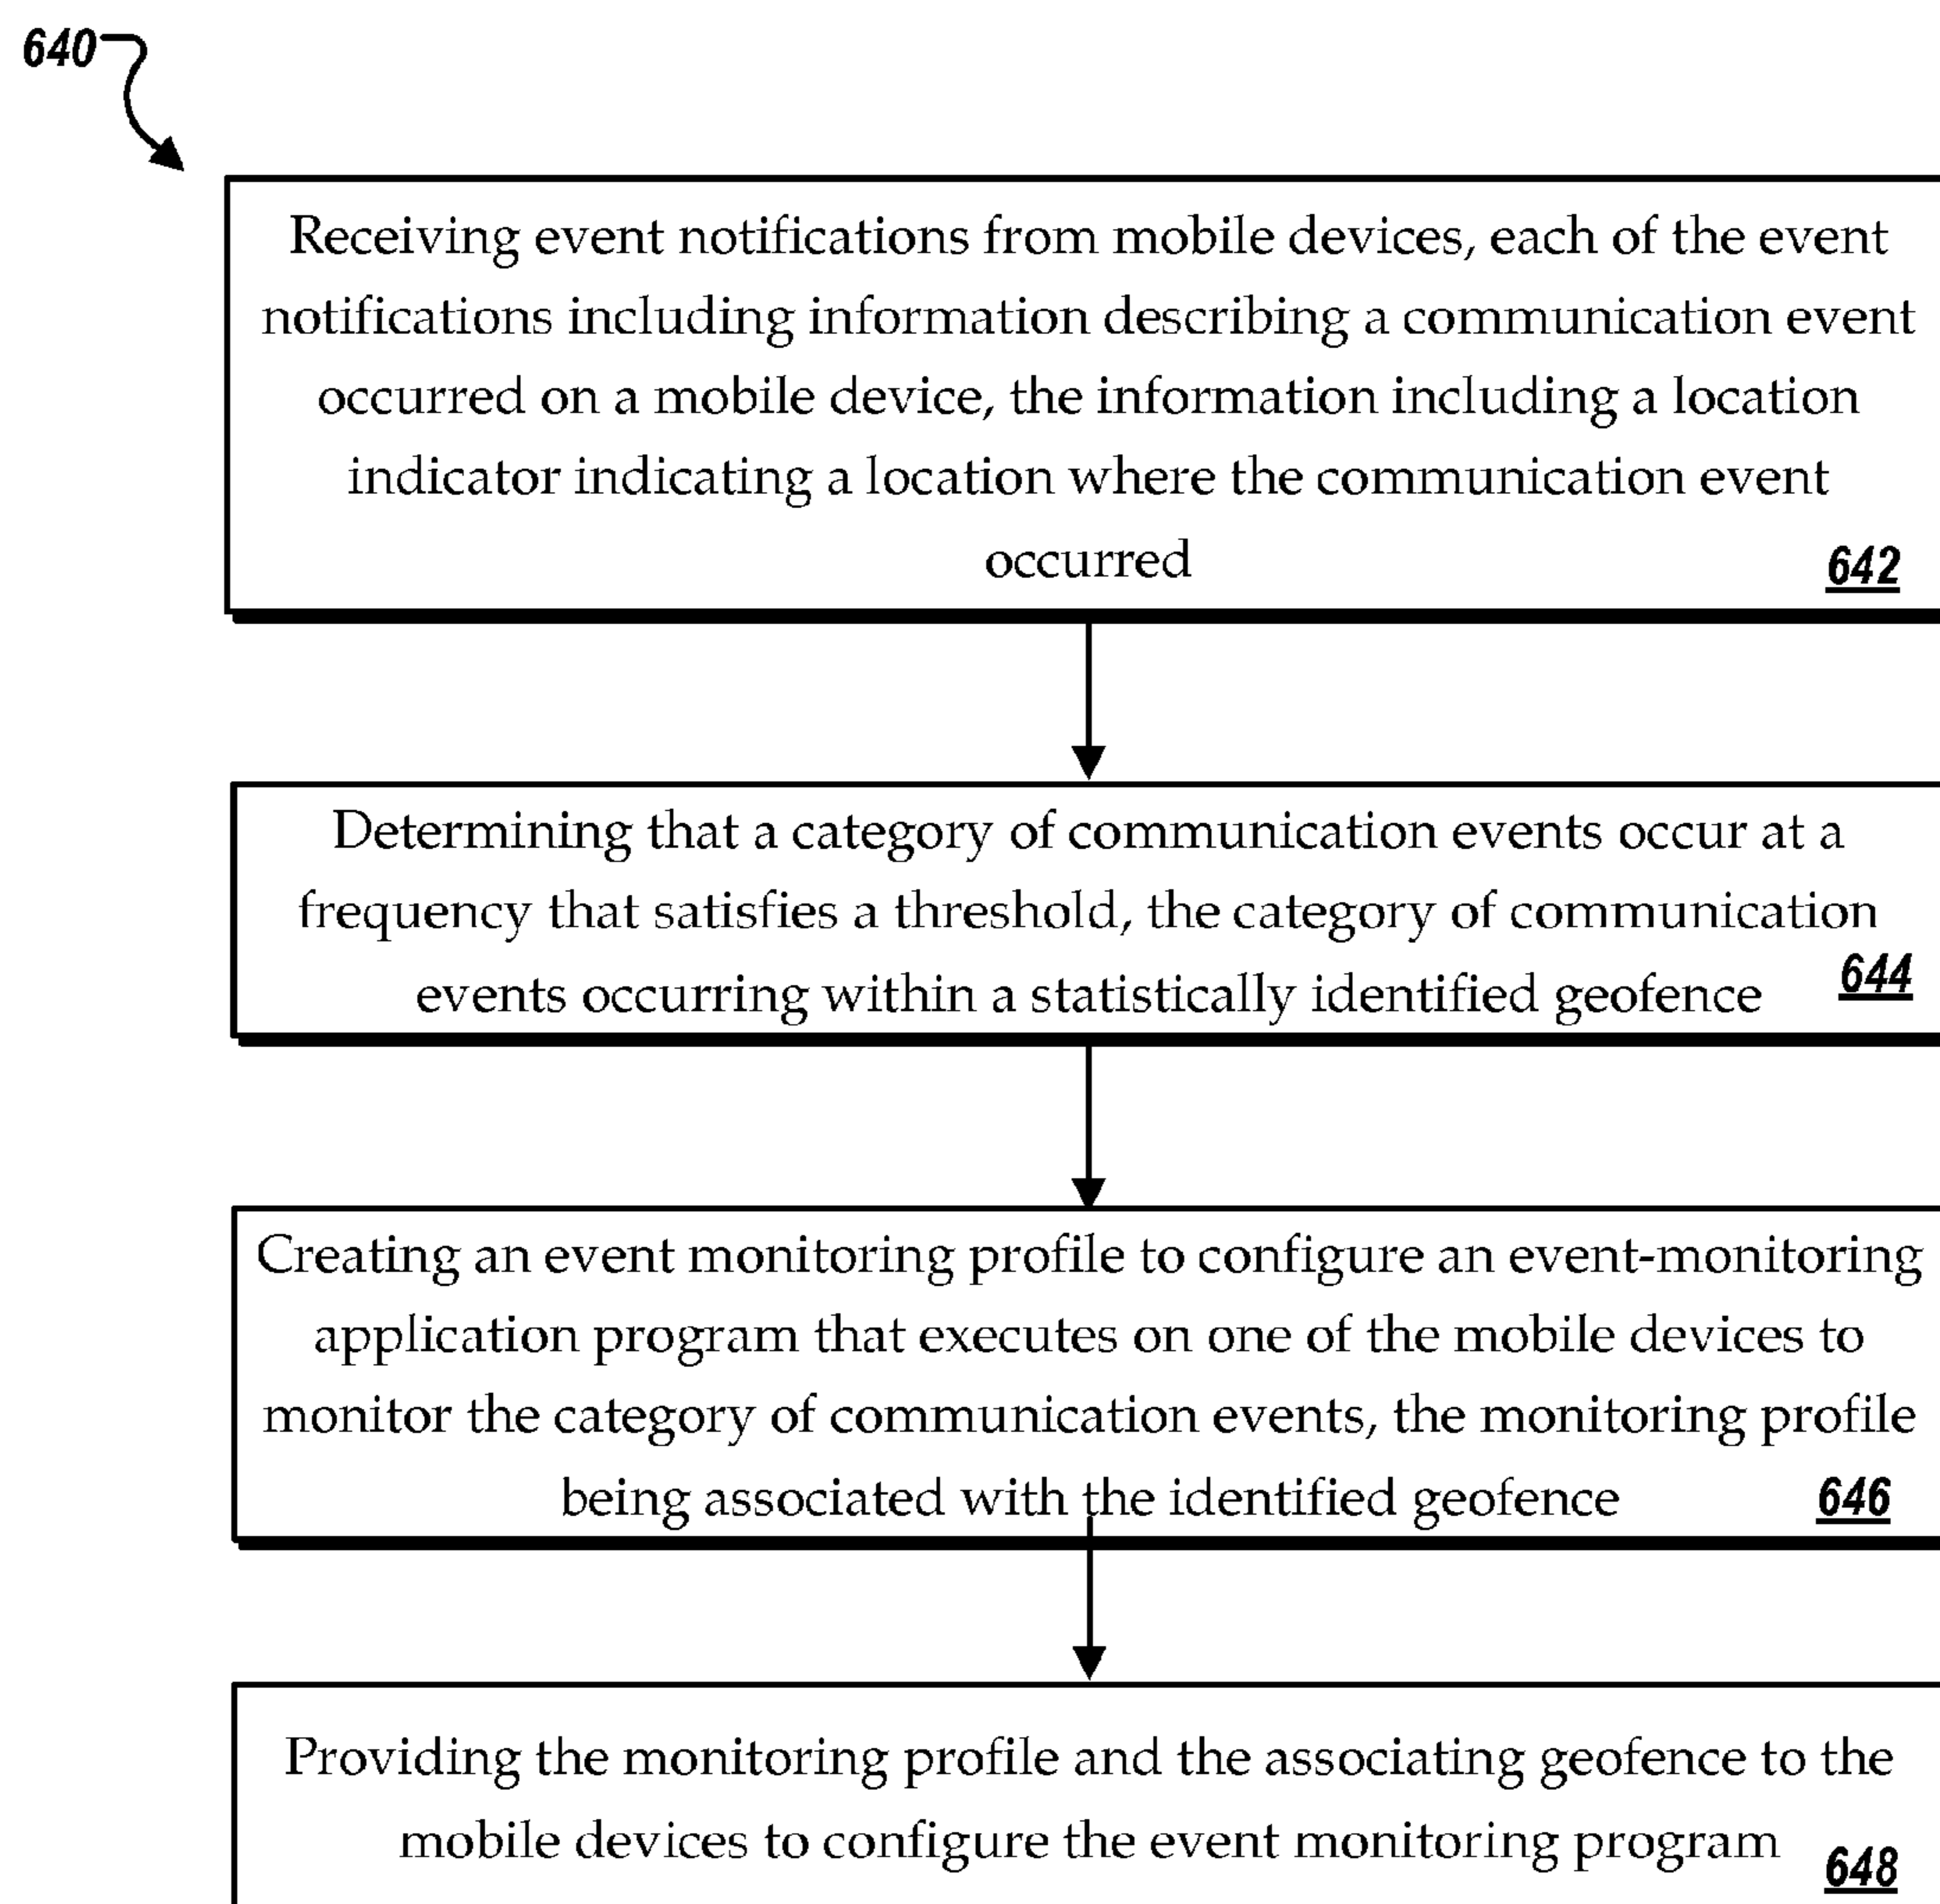 640
Receiving event notifications from mobile devices, each of the event
notifications including information describing a communication event
occurred on a mobile device, the information including a location
indicator indicating a location where the communication event
occurred
642
Determining that a category of communication events occur at a
frequency that satisfies a threshold, the category of communication
events occurring within a statistically identified geofence
644
Creating an event monitoring profile to configure an event-monitoring
application program that executes on one of the mobile devices to
monitor the category of communication events, the monitoring profile
being associated with the identified geofence
646
Providing the monitoring profile and the associating geofence to the
mobile devices to configure the event monitoring program
648